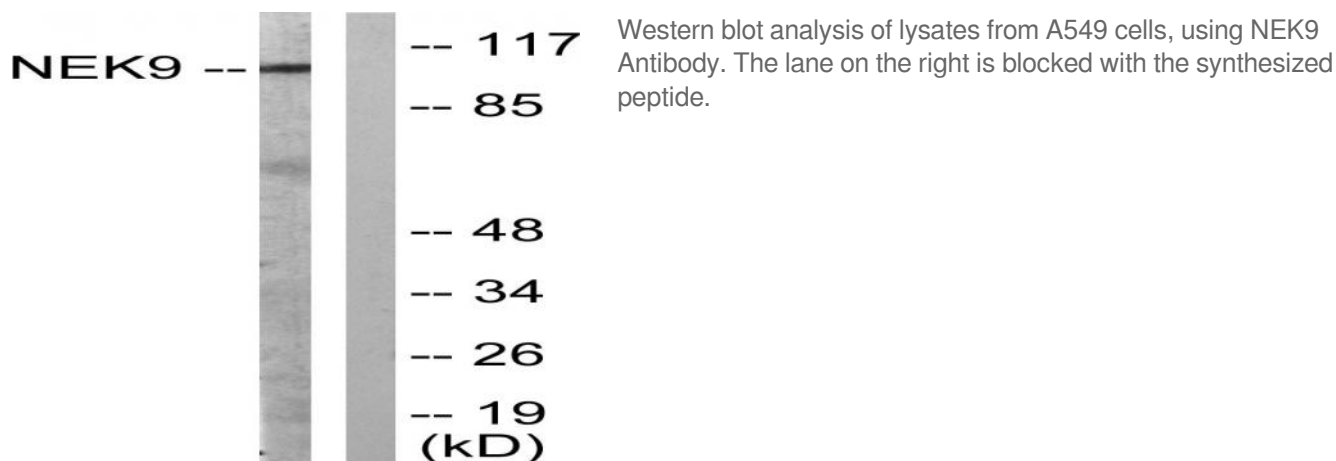 NEK9 --
-- 117
-- 85
-- 48
-- 34
-- 26
-- 19
(kD)
Western blot analysis of lysates from A549 cells, using NEK9
Antibody. The lane on the right is blocked with the synthesized
peptide.